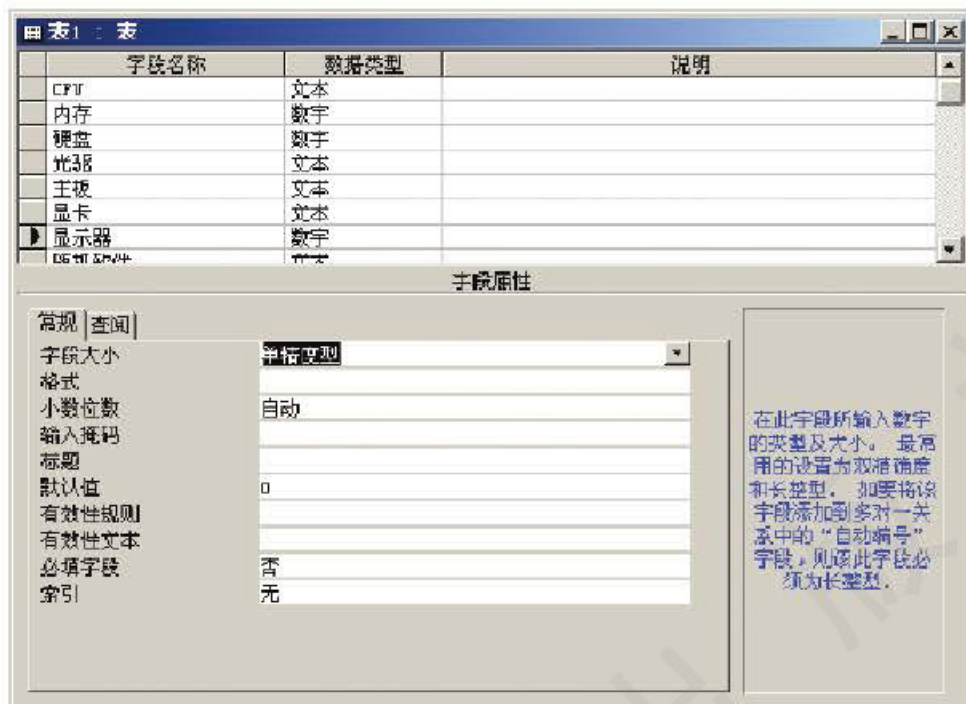 表1 : 表
字段名称 数据类型 说明
CPU 文本
内存 数字
硬盘 数字
光驱 文本
主板 文本
显卡 文本
显示器 数字
随机软件 文本
字段属性
常规 查阅
字段大小 单精度型
格式
小数位数 自动
输入掩码
标题
默认值 0
有效性规则
有效性文本
必填字段 否
索引 无
在此字段所输入数字
的类型及大小。 最常
用的设置为双精确度
和长整型。 如要将该
字段添加到多对一关
系中的“自动编号”
字段，则该此字段必
须为长整型.